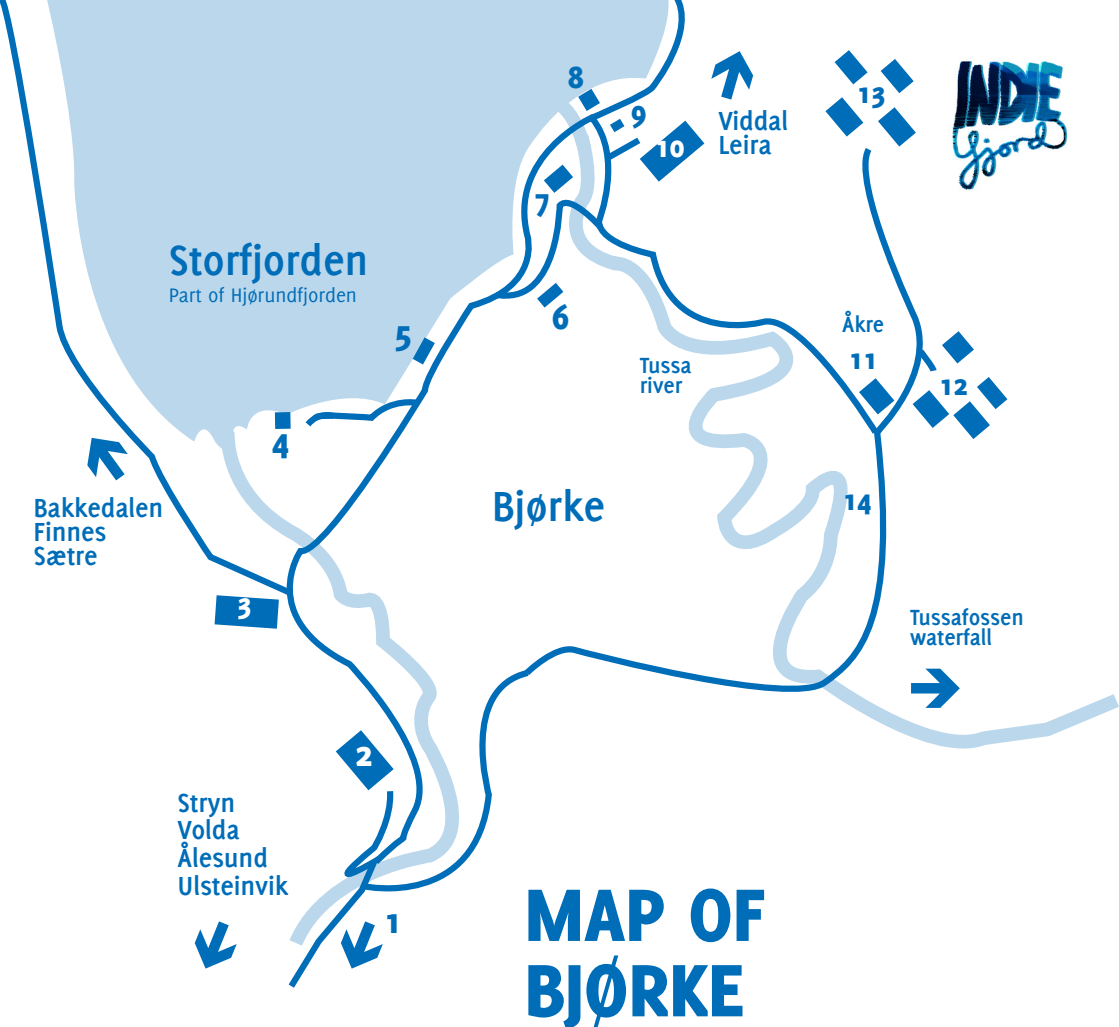 8
9
10
Viddal
Leira
13
INDIE
fjord
7
Storfjorden
Part of Hjørundfjorden
6
5
Åkre
11
12
Tussa
river
4
Bjørke
14
Bakkedalen
Finnes
Sætre
3
Tussafossen
waterfall
2
Stryn
Volda
Ålesund
Ulsteinvik
1
MAP OF
BJØRKE